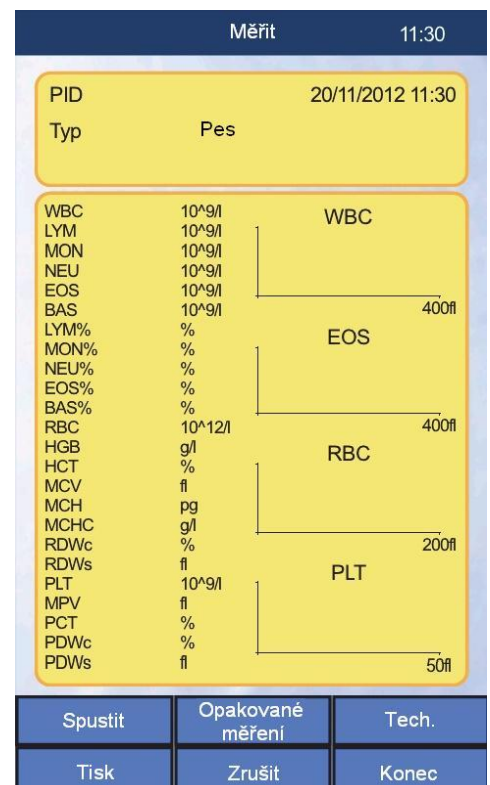 Měřit 11:30
PID 20/11/2012 11:30
Typ Pes
WBC 10^9/l
LYM 10^9/l
MON 10^9/l
NEU 10^9/l
EOS 10^9/l
BAS 10^9/l
LYM% %
MON% %
NEU% %
EOS% %
BAS% %
RBC 10^12/l
HGB g/l
HCT %
MCV fl
MCH pg
MCHC g/l
RDWc %
RDWs fl
PLT 10^9/l
MPV fl
PCT %
PDWc %
PDWs fl
WBC
400fl
EOS
400fl
RBC
200fl
PLT
50fl
Spustit
Opakované
měření
Tech.
Tisk
Zrušit
Konec